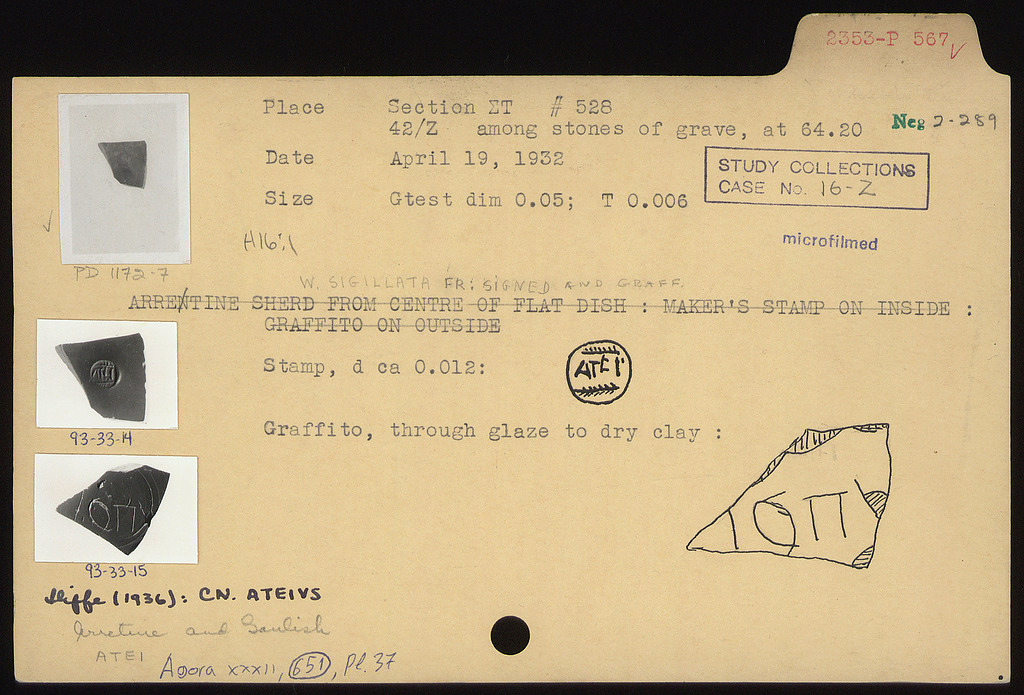 2353-P 567
Place Section ΣΤ # 528
42/Z among stones of grave, at 64.20
Neg 2-289
Date April 19, 1932
STUDY COLLECTIONS
CASE No. 16-Z
Size Gtest dim 0.05; T 0.006
H16:1
microfilmed
PD 1172-7
W. SIGILLATA FR: SIGNED AND GRAFF.
ARRENTINE SHERD FROM CENTRE OF FLAT DISH : MAKER'S STAMP ON INSIDE :
GRAFFITO ON OUTSIDE
Stamp, d ca 0.012:
ATEI
93-33-14
Graffito, through glaze to dry clay :
ΙΟΠ
93-33-15
Iliffe (1936): CN. ATEIVS
Arretine and Gaulish
ATEI
Agora XXXII, 651, Pl. 37